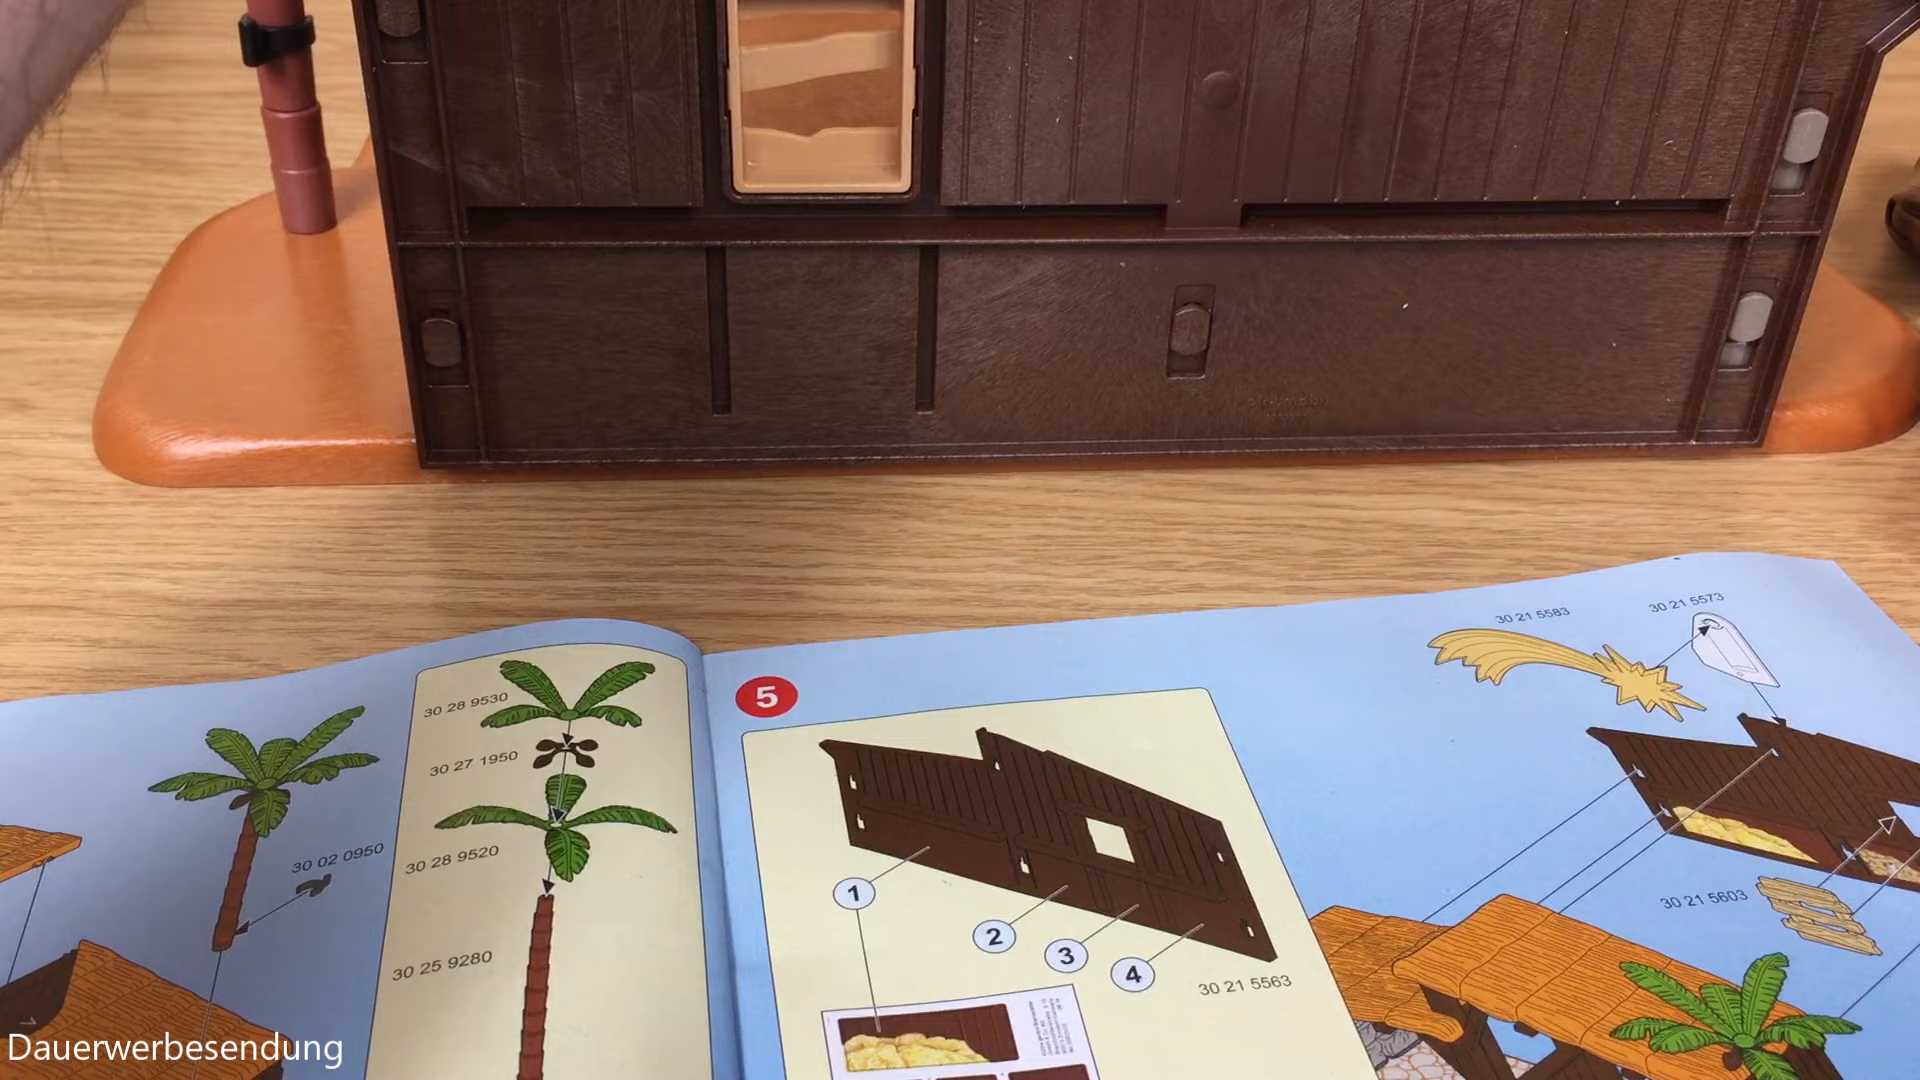 30 21 5583
30 21 5573
30 28 9530
5
30 27 1950
30 02 0950
30 28 9520
1
30 21 5603
2
3
4
30 25 9280
30 21 5563
Dauerwerbesendung